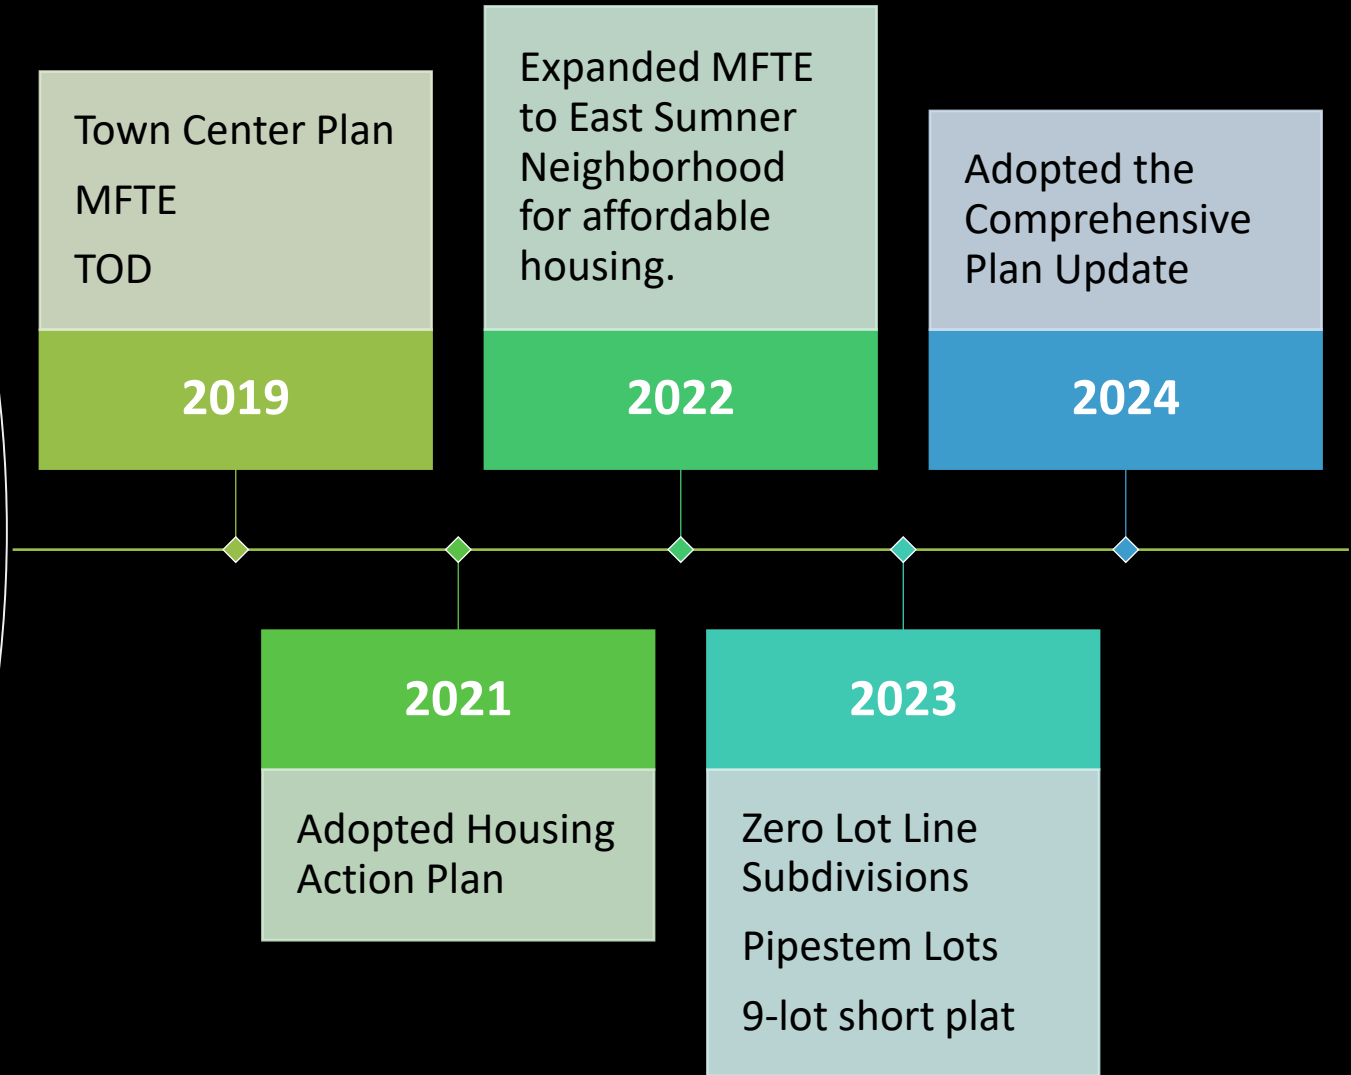 Town Center Plan
MFTE
TOD
2019
Expanded MFTE
to East Sumner
Neighborhood
for affordable
housing.
2022
Adopted the
Comprehensive
Plan Update
2024
2021
Adopted Housing
Action Plan
2023
Zero Lot Line
Subdivisions
Pipestem Lots
9-lot short plat